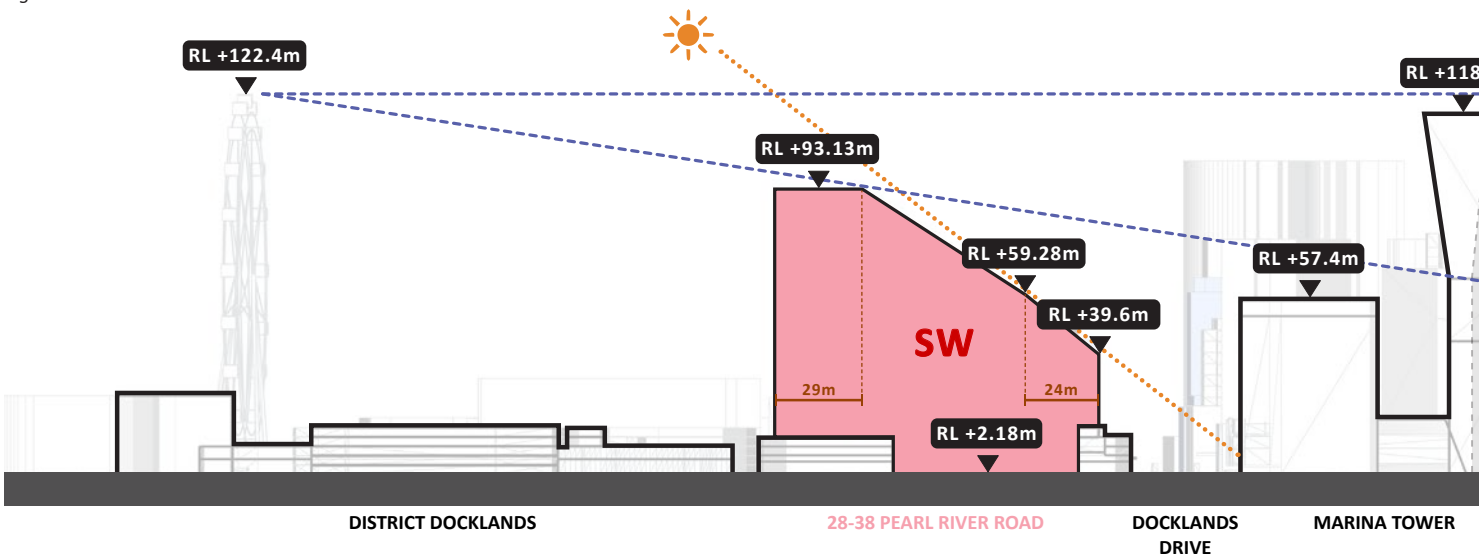 RL +122.4m
RL +118
RL +93.13m
RL +59.28m
RL +57.4m
RL +39.6m
SW
29m
24m
RL +2.18m
DISTRICT DOCKLANDS
28-38 PEARL RIVER ROAD
DOCKLANDS
DRIVE
MARINA TOWER